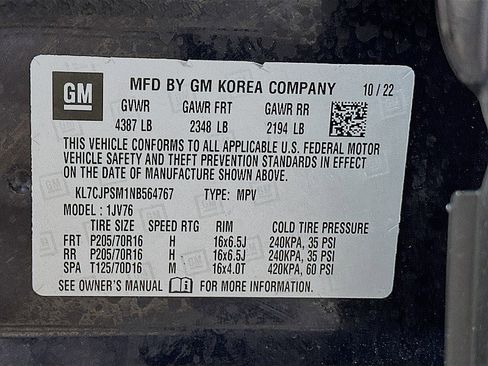 GM MFD BY GM KOREA COMPANY 10 / 22
GVWR GAWR FRT GAWR RR
4387 LB 2348 LB 2194 LB
THIS VEHICLE CONFORMS TO ALL APPLICABLE U.S. FEDERAL MOTOR
VEHICLE SAFETY AND THEFT PREVENTION STANDARDS IN EFFECT
ON THE DATE OF MANUFACTURE SHOWN ABOVE.
KL7CJPSM1NB564767 TYPE: MPV
MODEL : 1JV76
TIRE SPEED RTG RIM COLD TIRE PRESSURE
FRT P205/70R16 H 16x6.5J 240KPA, 35 PSI
RR P205/70R16 H 16x6.5J 240KPA, 35 PSI
SPA T125/70D16 M 16x4.0T 420KPA, 60 PSI
SEE OWNER'S MANUAL FOR MORE INFORMATION